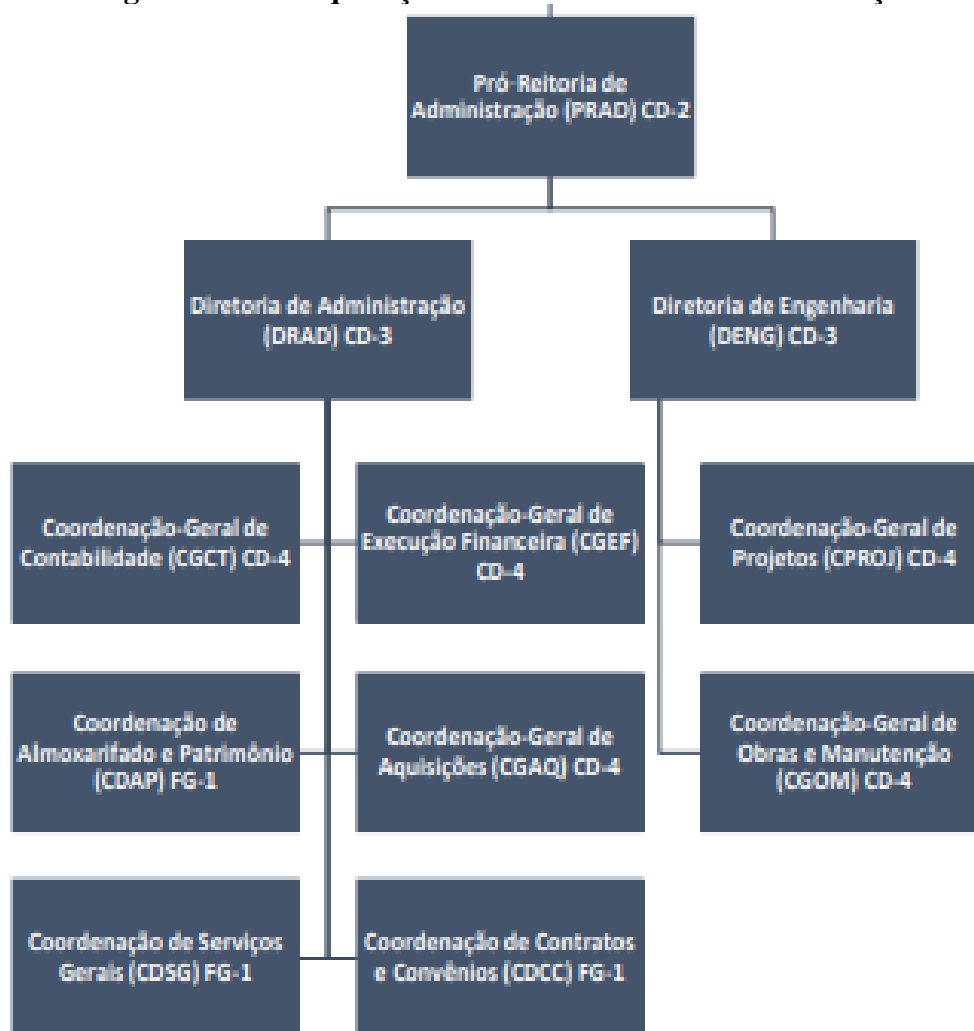 Pró-Reitoria de
Administração (PRAD) CD-2
Diretoria de Administração
(DRAD) CD-3
Diretoria de Engenharia
(DENG) CD-3
Coordenação-Geral de
Contabilidade (CGCT) CD-4
Coordenação-Geral de
Execução Financeira (CGEF)
CD-4
Coordenação-Geral de
Projetos (CPROJ) CD-4
Coordenação de
Almoxarifado e Patrimônio
(CDAP) FG-1
Coordenação-Geral de
Aquisições (CGAQ) CD-4
Coordenação-Geral de
Obras e Manutenção
(CGOM) CD-4
Coordenação de Serviços
Gerais (CDSG) FG-1
Coordenação de Contratos
e Convênios (CDCC) FG-1